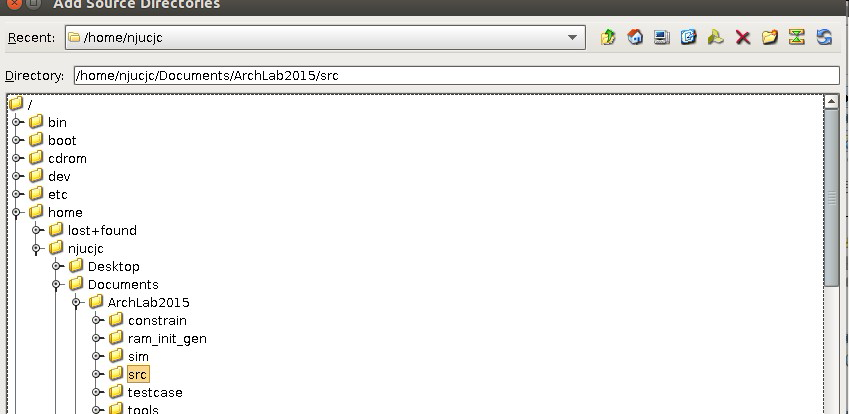 Add Source Directories
Recent: /home/njucjc
Directory: /home/njucjc/Documents/ArchLab2015/src
/
bin
boot
cdrom
dev
etc
home
lost+found
njucjc
Desktop
Documents
ArchLab2015
constrain
ram_init_gen
sim
src
testcase
tools